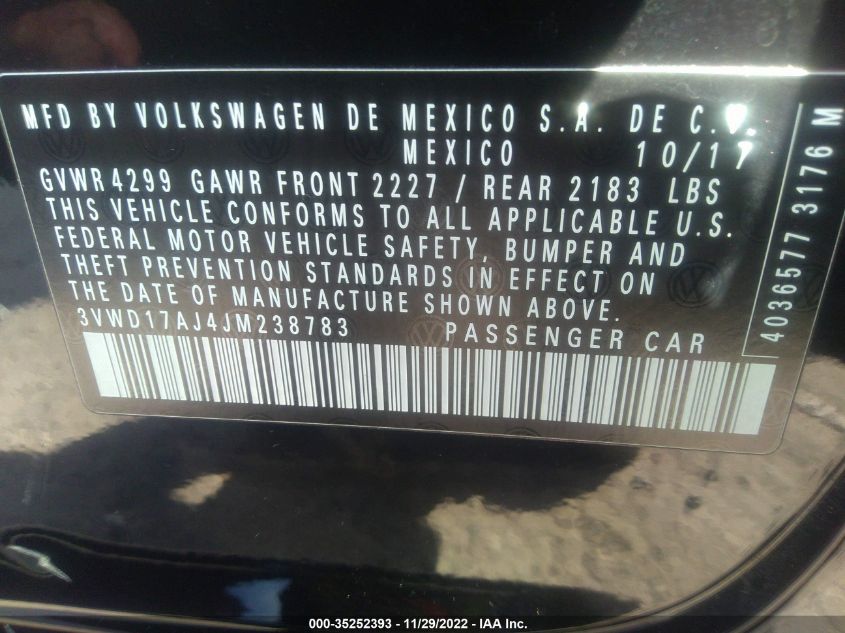 MFD BY VOLKSWAGEN DE MEXICO S.A. DE C.V.
MEXICO 10/17
GVWR 4299 GAWR FRONT 2227 / REAR 2183 LBS
THIS VEHICLE CONFORMS TO ALL APPLICABLE U.S.
FEDERAL MOTOR VEHICLE SAFETY, BUMPER AND
THEFT PREVENTION STANDARDS IN EFFECT ON
THE DATE OF MANUFACTURE SHOWN ABOVE.
3VWD17AJ4JM238783 PASSENGER CAR
4036577 3176 M
000-35252393 - 11/29/2022 - IAA Inc.